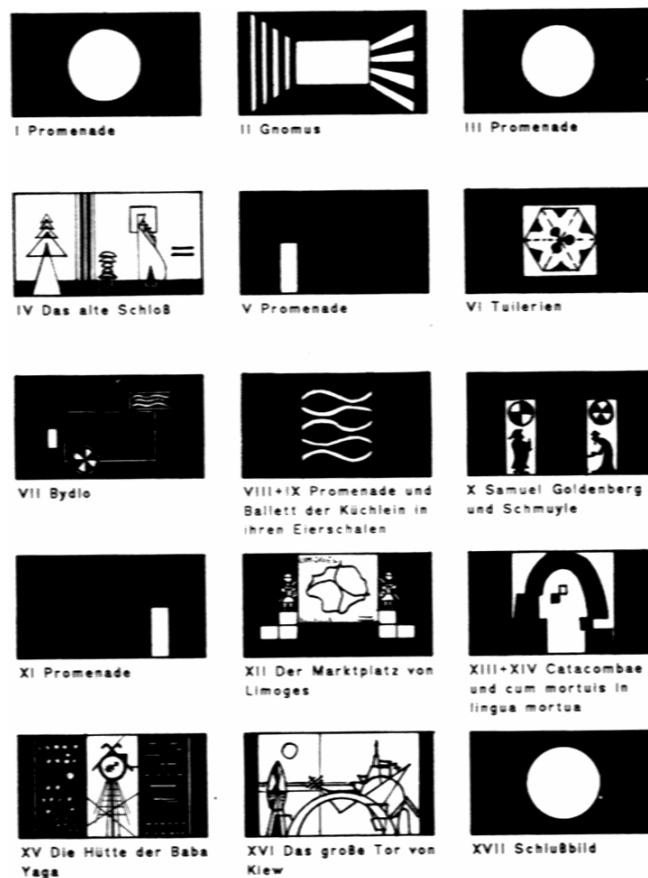 I Promenade
II Gnomus
III Promenade
IV Das alte Schloß
V Promenade
VI Tuilerien
VII Bydlo
VIII+IX Promenade und
Ballett der Küchlein in
ihren Eierschalen
X Samuel Goldenberg
und Schmuyle
XI Promenade
Limoges
XII Der Marktplatz von
Limoges
XIII+XIV Catacombae
und cum mortuis in
lingua mortua
XV Die Hütte der Baba
Yaga
XVI Das große Tor von
Kiew
XVII Schlußbild